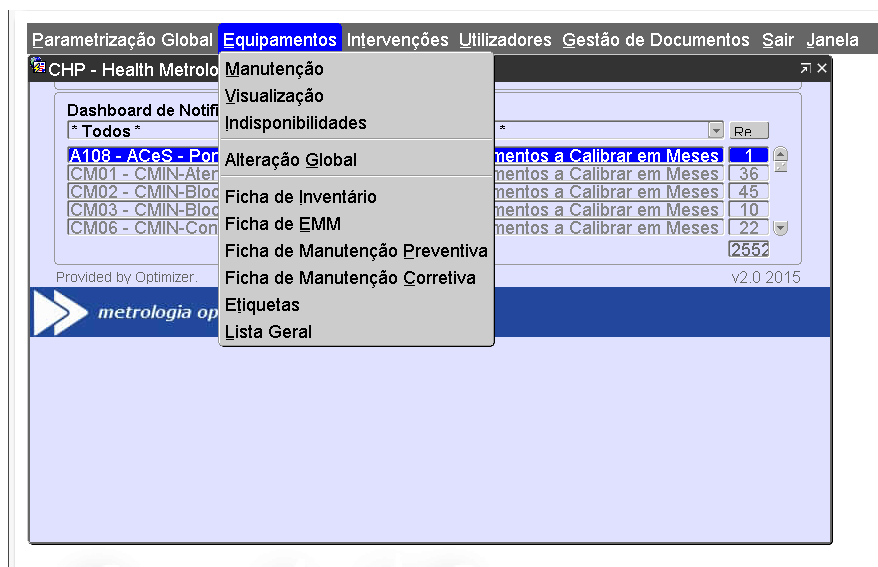 Parametrização Global Equipamentos Intervenções Utilizadores Gestão de Documentos Sair Janela
CHP - Health Metrolo
Manutenção
Visualização
Indisponibilidades
Alteração Global
Ficha de Inventário
Ficha de EMM
Ficha de Manutenção Preventiva
Ficha de Manutenção Corretiva
Etiquetas
Lista Geral
Dashboard de Notifi
* Todos * * Re
A108 - ACeS - Por mentos a Calibrar em Meses 1
CM01 - CMIN-Aten mentos a Calibrar em Meses 36
CM02 - CMIN-Bloc mentos a Calibrar em Meses 45
CM03 - CMIN-Bloc mentos a Calibrar em Meses 10
CM06 - CMIN-Con mentos a Calibrar em Meses 22
2552
Provided by Optimizer. v2.0 2015
metrologia op